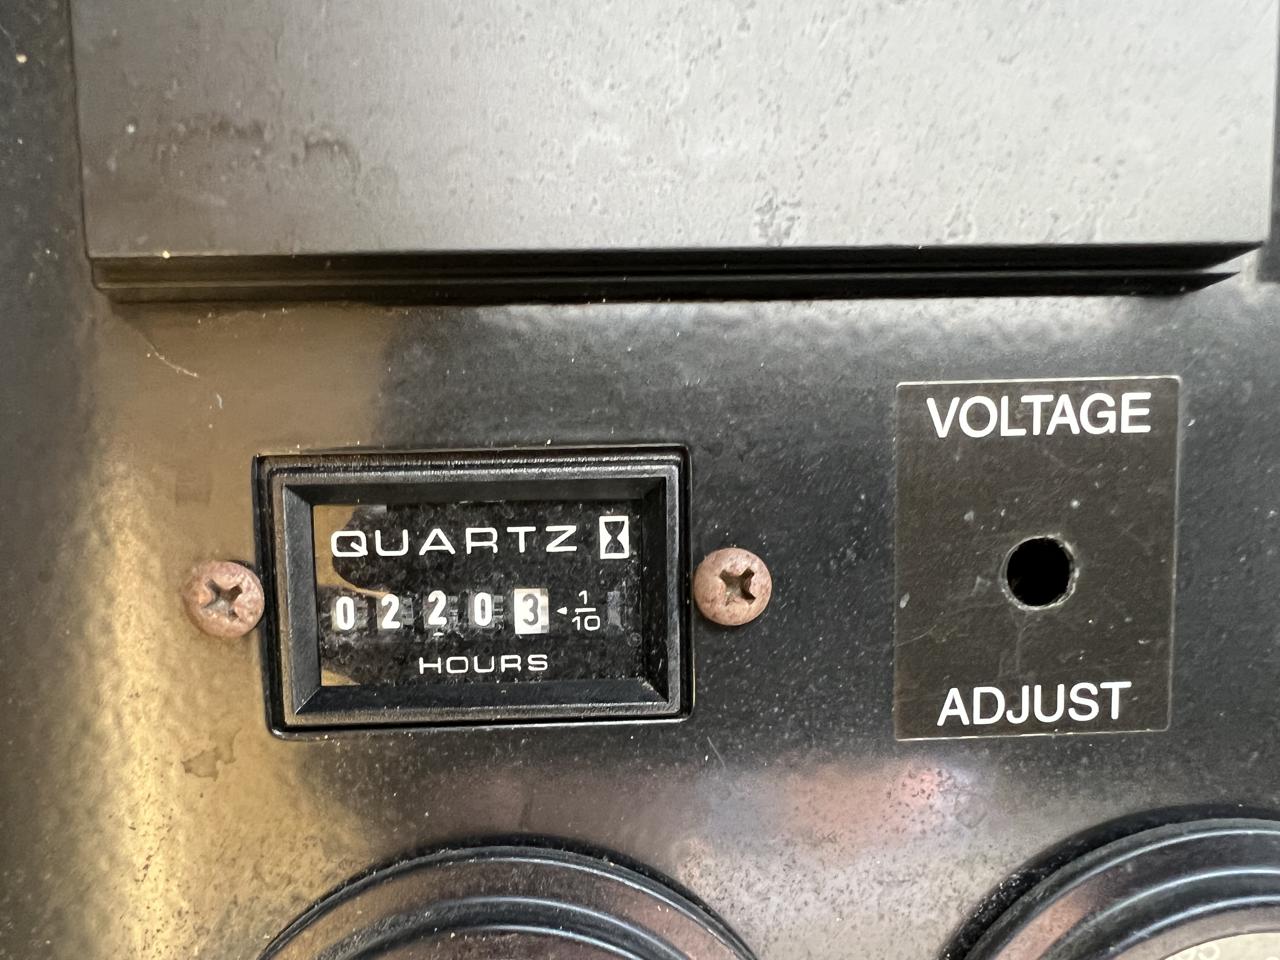 VOLTAGE
QUARTZ
0 2 2 0 3 1/10
HOURS
ADJUST